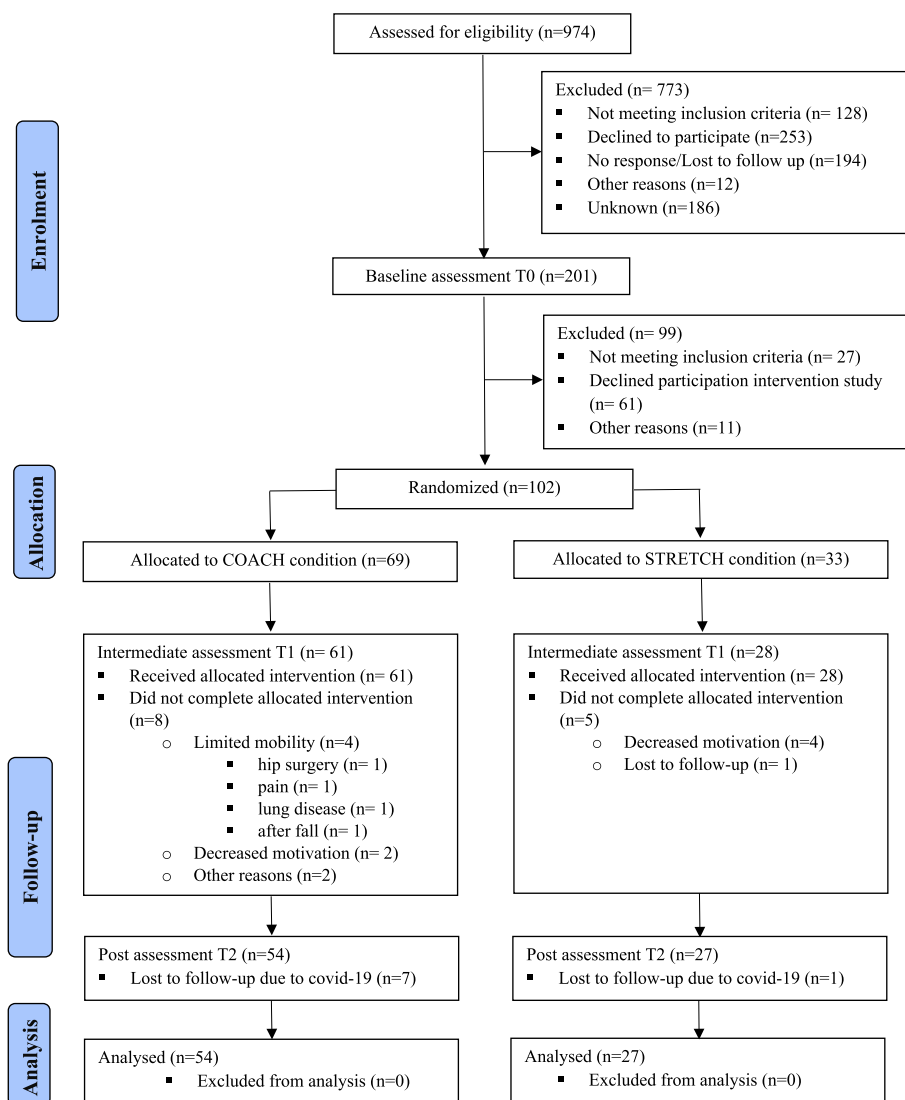 Assessed for eligibility (n=974)
Excluded (n= 773)
▪ Not meeting inclusion criteria (n= 128)
▪ Declined to participate (n=253)
▪ No response/Lost to follow up (n=194)
▪ Other reasons (n=12)
▪ Unknown (n=186)
Enrolment
Baseline assessment T0 (n=201)
Excluded (n= 99)
▪ Not meeting inclusion criteria (n= 27)
▪ Declined participation intervention study
(n= 61)
▪ Other reasons (n=11)
Allocation
Randomized (n=102)
Allocated to COACH condition (n=69)
Allocated to STRETCH condition (n=33)
Follow-up
Intermediate assessment T1 (n= 61)
▪ Received allocated intervention (n= 61)
▪ Did not complete allocated intervention
(n=8)
○ Limited mobility (n=4)
▪ hip surgery (n= 1)
▪ pain (n= 1)
▪ lung disease (n= 1)
▪ after fall (n= 1)
○ Decreased motivation (n= 2)
○ Other reasons (n=2)
Intermediate assessment T1 (n=28)
▪ Received allocated intervention (n= 28)
▪ Did not complete allocated intervention
(n=5)
○ Decreased motivation (n=4)
○ Lost to follow-up (n= 1)
Post assessment T2 (n=54)
▪ Lost to follow-up due to covid-19 (n=7)
Post assessment T2 (n=27)
▪ Lost to follow-up due to covid-19 (n=1)
Analysis
Analysed (n=54)
▪ Excluded from analysis (n=0)
Analysed (n=27)
▪ Excluded from analysis (n=0)